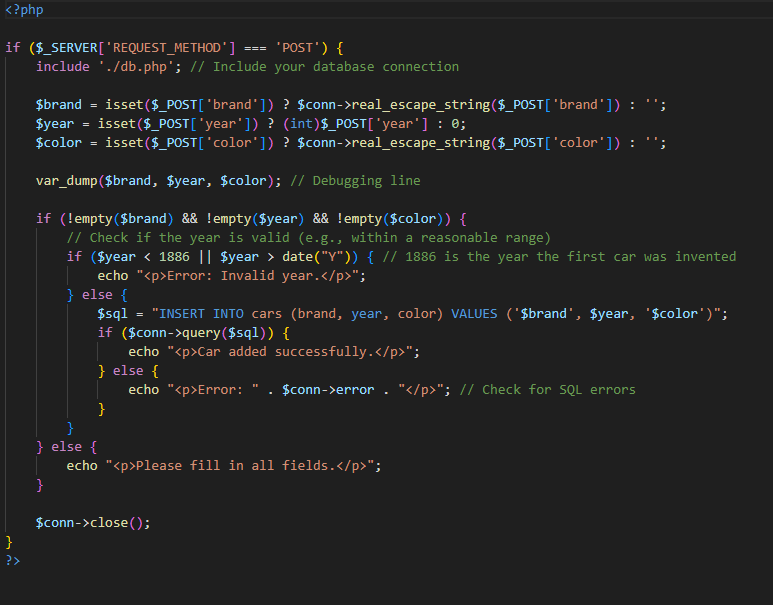 <?php
if ($_SERVER['REQUEST_METHOD'] === 'POST') {
    include './db.php'; // Include your database connection
    $brand = isset($_POST['brand']) ? $conn->real_escape_string($_POST['brand']) : '';
    $year = isset($_POST['year']) ? (int)$_POST['year'] : 0;
    $color = isset($_POST['color']) ? $conn->real_escape_string($_POST['color']) : '';
    var_dump($brand, $year, $color); // Debugging line
    if (!empty($brand) && !empty($year) && !empty($color)) {
        // Check if the year is valid (e.g., within a reasonable range)
        if ($year < 1886 || $year > date("Y")) { // 1886 is the year the first car was invented
            echo "<p>Error: Invalid year.</p>";
        } else {
            $sql = "INSERT INTO cars (brand, year, color) VALUES ('$brand', $year, '$color')";
            if ($conn->query($sql)) {
                echo "<p>Car added successfully.</p>";
            } else {
                echo "<p>Error: " . $conn->error . "</p>"; // Check for SQL errors
            }
        }
    } else {
        echo "<p>Please fill in all fields.</p>";
    }
    $conn->close();
}
?>